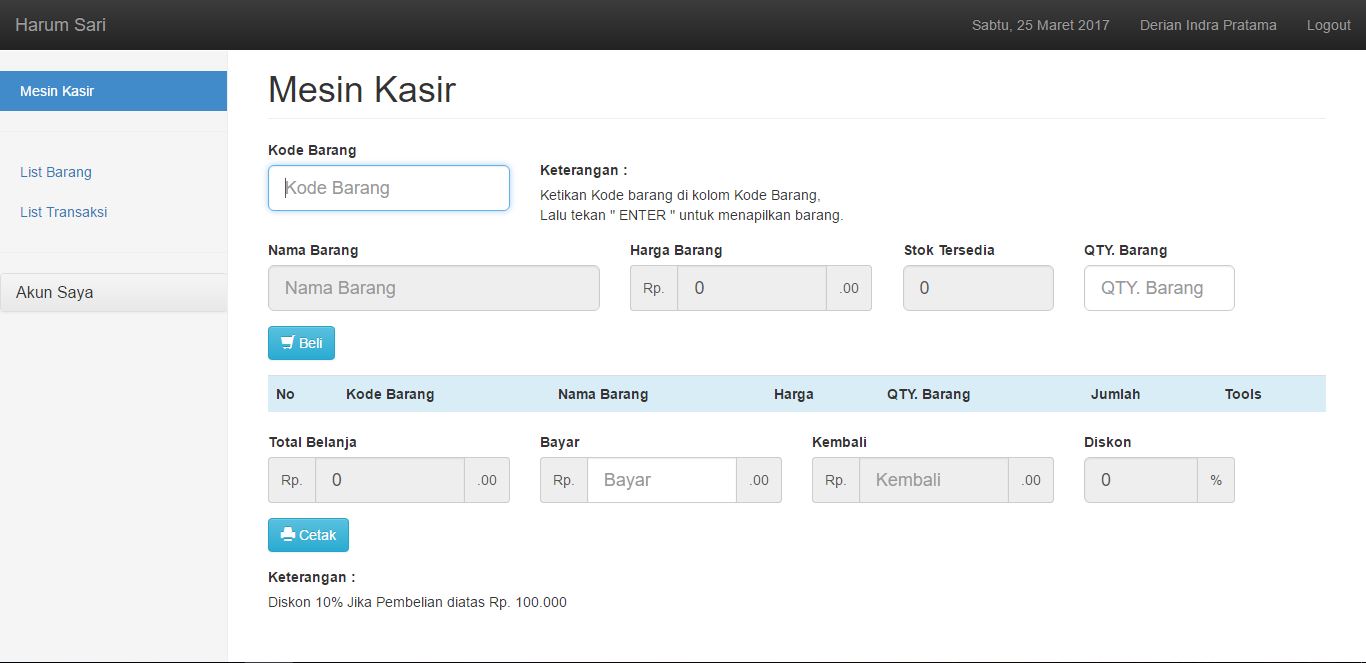 Harum Sari
Sabtu, 25 Maret 2017 Derian Indra Pratama Logout
Mesin Kasir
List Barang
List Transaksi
Akun Saya
Mesin Kasir
Kode Barang
Kode Barang
Keterangan :
Ketikan Kode barang di kolom Kode Barang,
Lalu tekan " ENTER " untuk menapilkan barang.
Nama Barang Harga Barang Stok Tersedia QTY. Barang
Nama Barang Rp. 0 .00 0 QTY. Barang
Beli
No Kode Barang Nama Barang Harga QTY. Barang Jumlah Tools
Total Belanja Bayar Kembali Diskon
Rp. 0 .00 Rp. Bayar .00 Rp. Kembali .00 0 %
Cetak
Keterangan :
Diskon 10% Jika Pembelian diatas Rp. 100.000